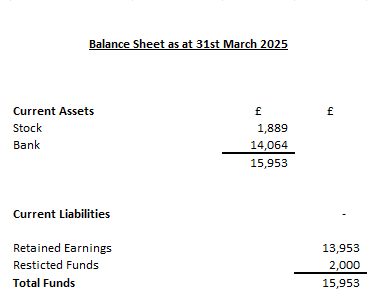 Balance Sheet as at 31st March 2025
Current Assets £ £
Stock 1,889
Bank 14,064
15,953
Current Liabilities -
Retained Earnings 13,953
Resticted Funds 2,000
Total Funds 15,953